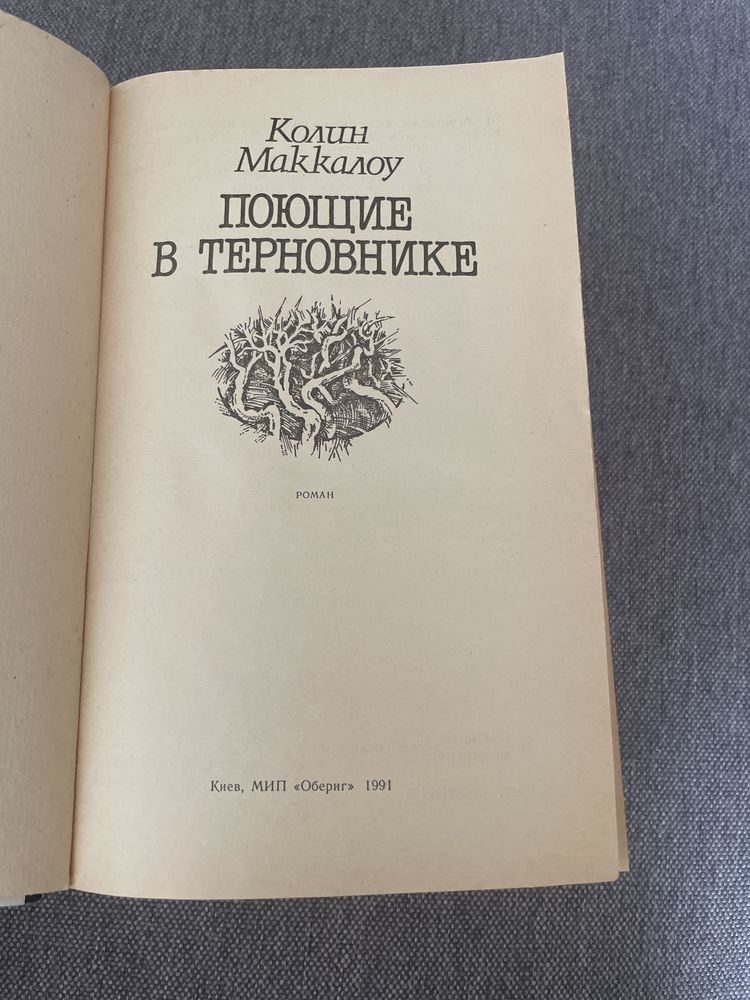 Колин
Маккалоу
ПОЮЩИЕ
В ТЕРНОВНИКЕ
РОМАН
Киев, МИП «Обериг» 1991